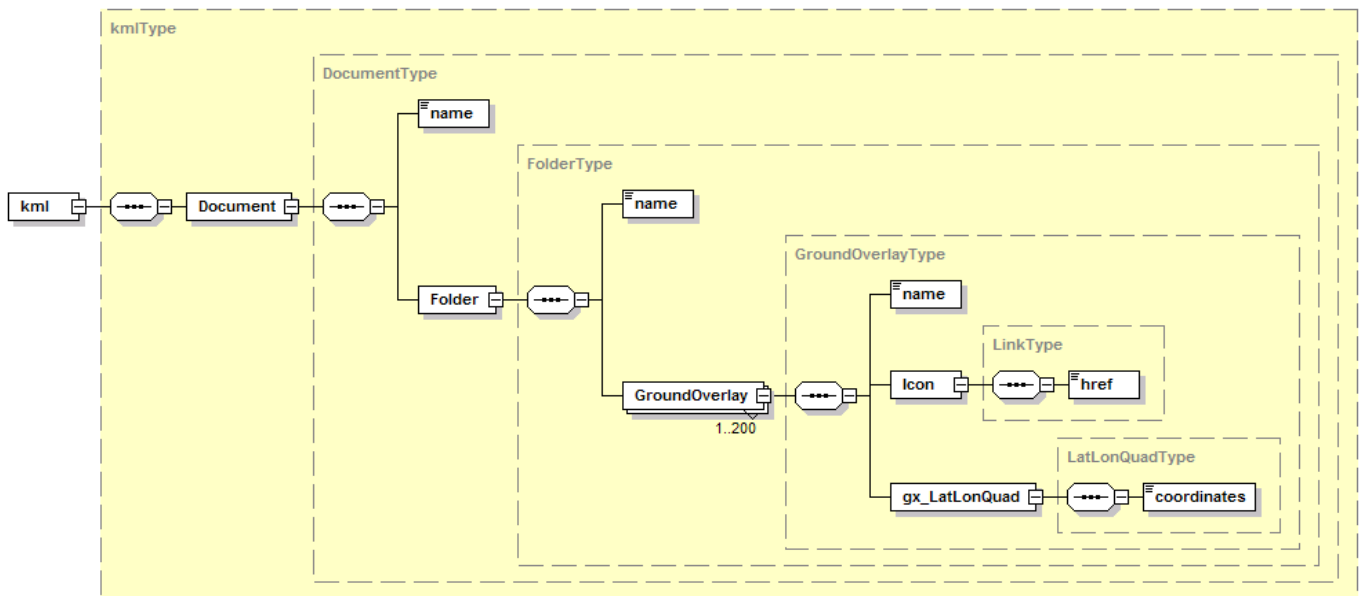 kmlType
DocumentType
name
FolderType
kml
Document
name
GroundOverlayType
Folder
name
LinkType
GroundOverlay
Icon
href
1..200
LatLonQuadType
gx_LatLonQuad
coordinates